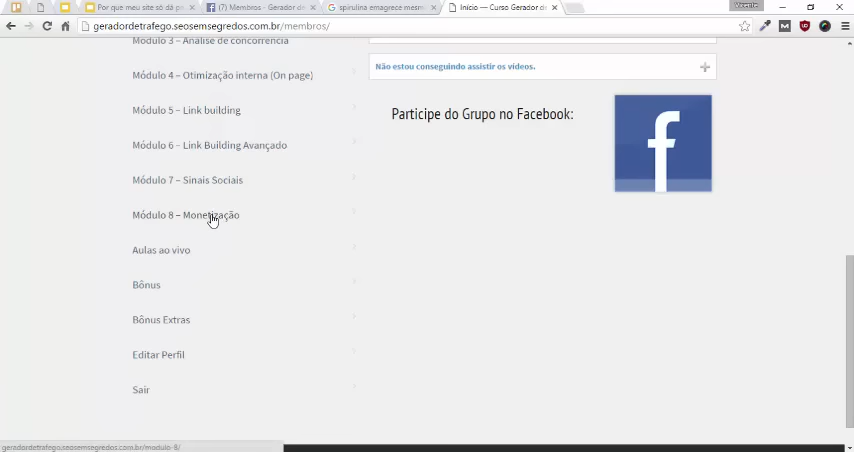 Por que meu site só dá p
(7) Membros - Gerador de
spirulina emagrece mesm
Início — Curso Gerador de
Vicente
geradordetrafego.seosemsegredos.com.br/membros/
Módulo 3 – Análise de concorrência
Módulo 4 – Otimização interna (On page)
Módulo 5 – Link building
Módulo 6 – Link Building Avançado
Módulo 7 – Sinais Sociais
Módulo 8 – Monetização
Aulas ao vivo
Bônus
Bônus Extras
Editar Perfil
Sair
Não estou conseguindo assistir os vídeos.
Participe do Grupo no Facebook:
geradordetrafego.seosemsegredos.com.br/modulo-8/